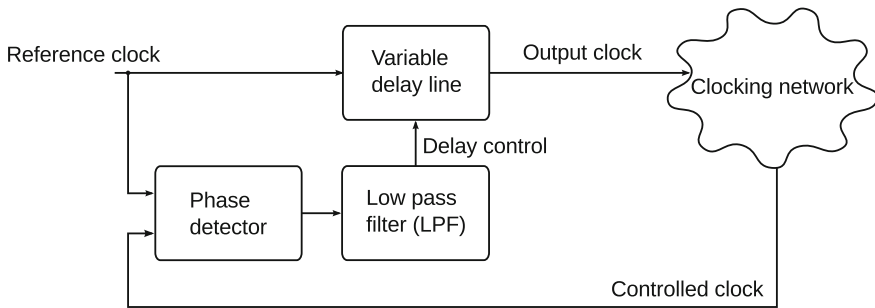 Reference clock
Variable
delay line
Output clock
Clocking network
Delay control
Phase
detector
Low pass
filter (LPF)
Controlled clock